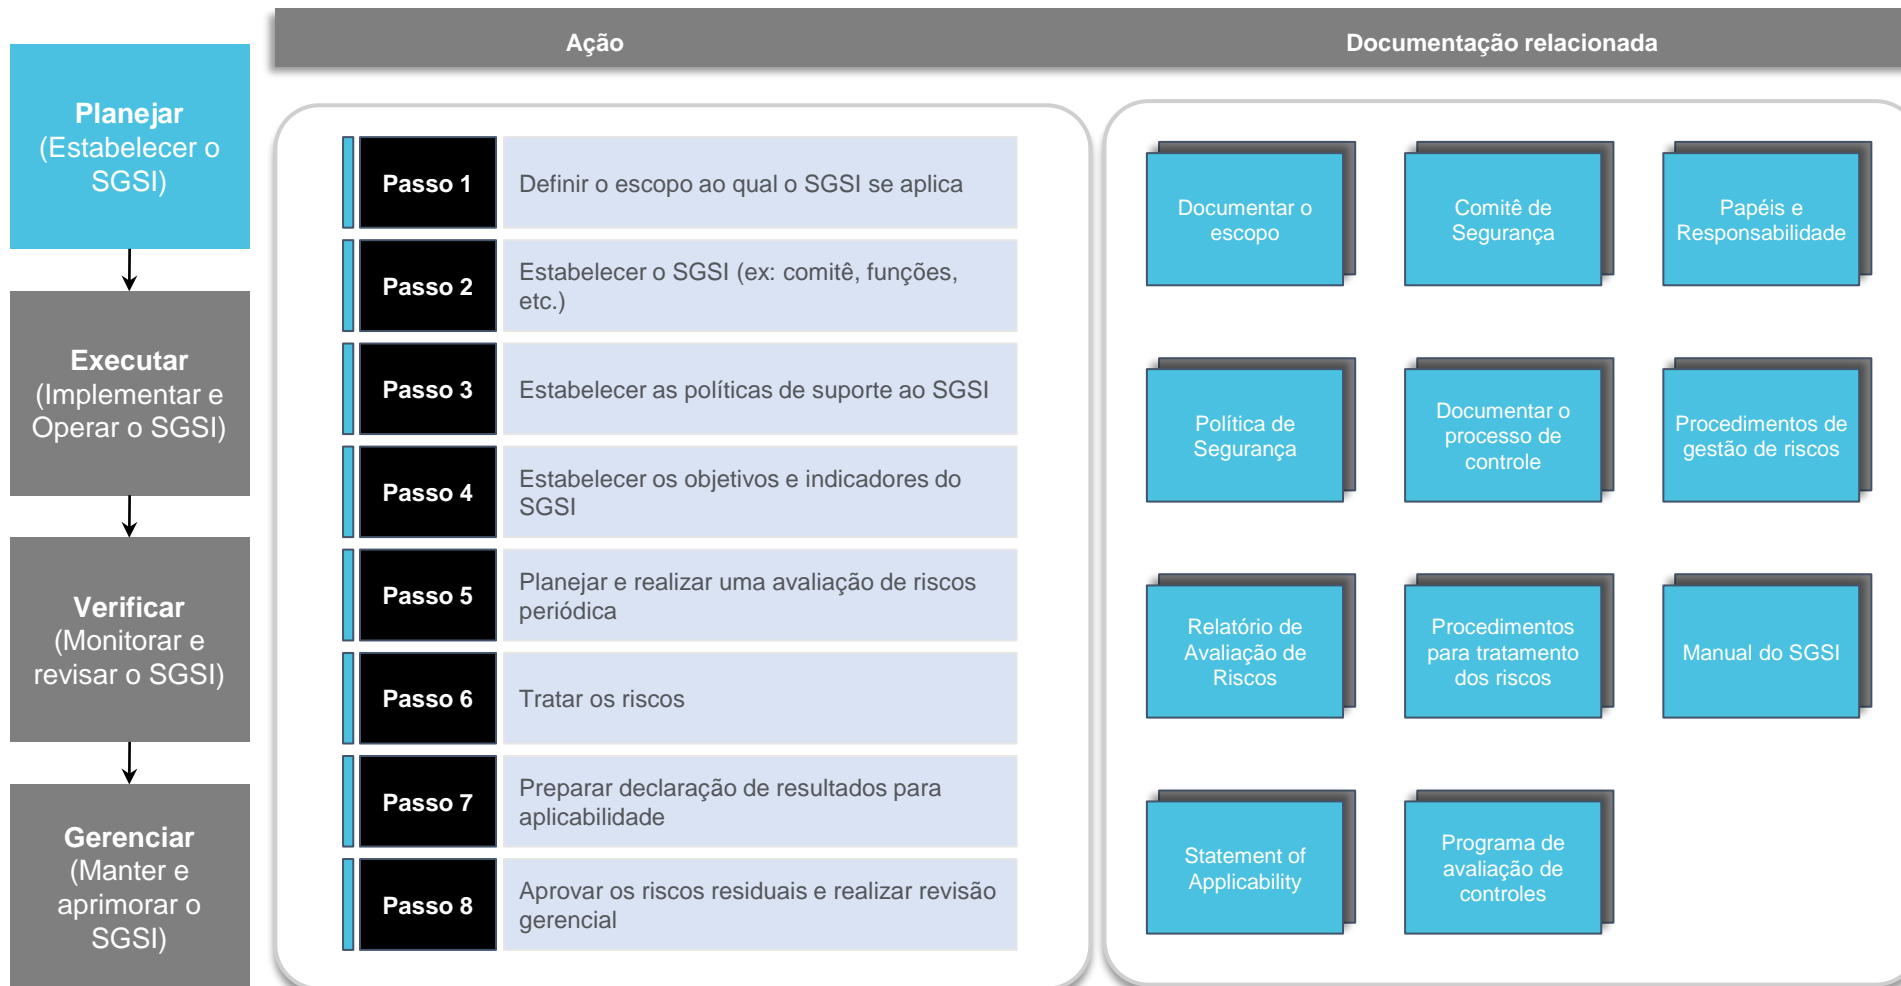 Ação
Documentação relacionada
Planejar
(Estabelecer o
SGSI)
Executar
(Implementar e
Operar o SGSI)
Verificar
(Monitorar e
revisar o SGSI)
Gerenciar
(Manter e
aprimorar o
SGSI)
Passo 1
Definir o escopo ao qual o SGSI se aplica
Passo 2
Estabelecer o SGSI (ex: comitê, funções,
etc.)
Passo 3
Estabelecer as políticas de suporte ao SGSI
Passo 4
Estabelecer os objetivos e indicadores do
SGSI
Passo 5
Planejar e realizar uma avaliação de riscos
periódica
Passo 6
Tratar os riscos
Passo 7
Preparar declaração de resultados para
aplicabilidade
Passo 8
Aprovar os riscos residuais e realizar revisão
gerencial
Documentar o
escopo
Comitê de
Segurança
Papéis e
Responsabilidade
Política de
Segurança
Documentar o
processo de
controle
Procedimentos de
gestão de riscos
Relatório de
Avaliação de
Riscos
Procedimentos
para tratamento
dos riscos
Manual do SGSI
Statement of
Applicability
Programa de
avaliação de
controles